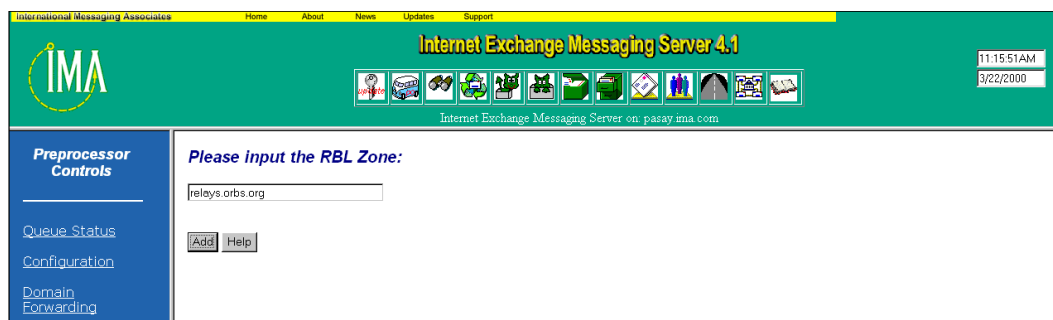 International Messaging Associates Home About News Updates Support
IMA
Internet Exchange Messaging Server 4.1
update
Internet Exchange Messaging Server on: pasay.ima.com
11:15:51AM
3/22/2000
Preprocessor
Controls
Queue Status
Configuration
Domain
Forwarding
Please input the RBL Zone:
relays.orbs.org
Add Help